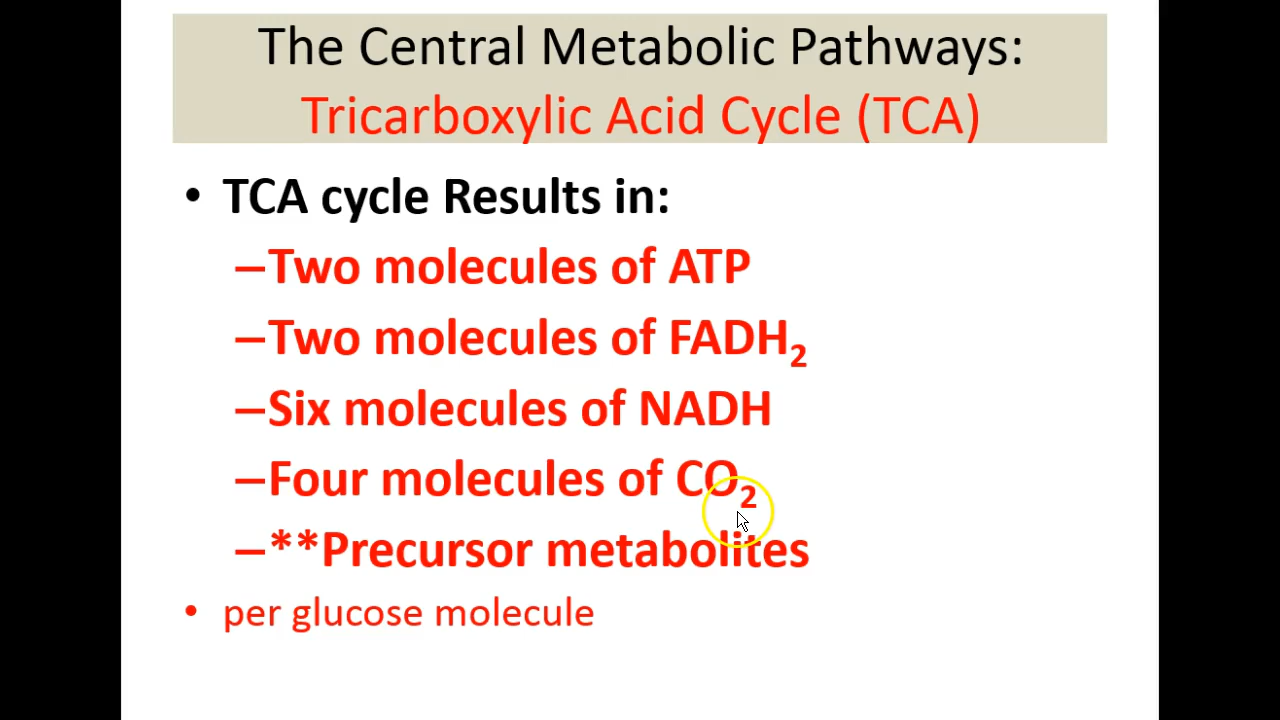 The Central Metabolic Pathways:
Tricarboxylic Acid Cycle (TCA)
• TCA cycle Results in:
–Two molecules of ATP
–Two molecules of FADH₂
–Six molecules of NADH
–Four molecules of CO₂
–**Precursor metabolites
• per glucose molecule